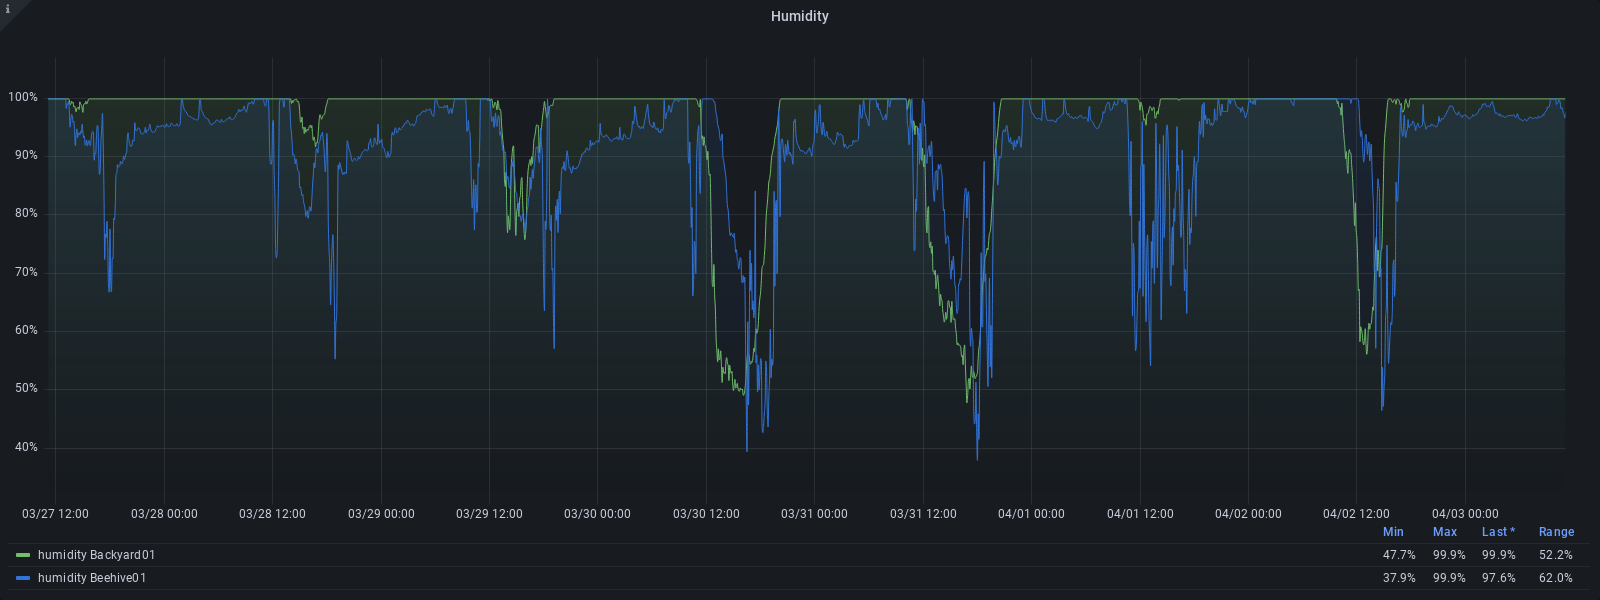 i
Humidity
100%
90%
80%
70%
60%
50%
40%
03/27 12:00 03/28 00:00 03/28 12:00 03/29 00:00 03/29 12:00 03/30 00:00 03/30 12:00 03/31 00:00 03/31 12:00 04/01 00:00 04/01 12:00 04/02 00:00 04/02 12:00 04/03 00:00
Min Max Last * Range
humidity Backyard01 47.7% 99.9% 99.9% 52.2%
humidity Beehive01 37.9% 99.9% 97.6% 62.0%